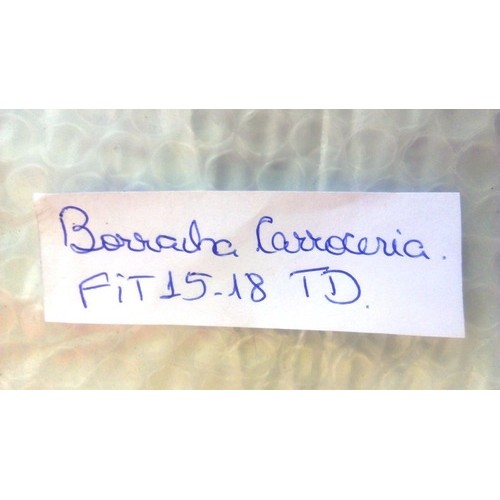 Borracha Carroceria.
FiT 15-18 TD.